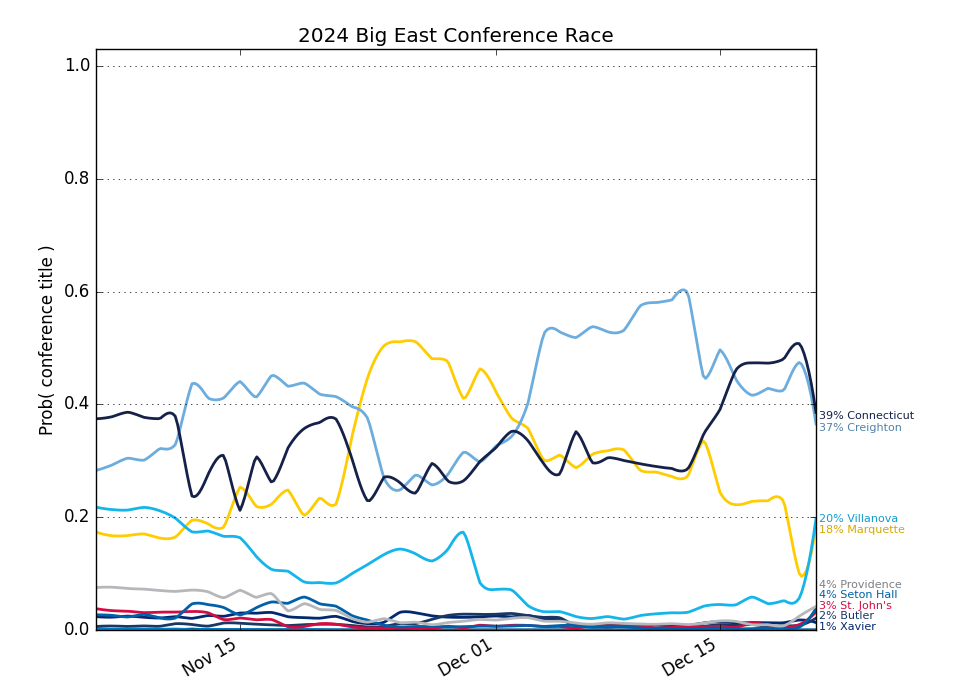 2024 Big East Conference Race
Prob( conference title )
1.0
0.8
0.6
0.4
0.2
0.0
Nov 15
Dec 01
Dec 15
39% Connecticut
37% Creighton
20% Villanova
18% Marquette
4% Providence
4% Seton Hall
3% St. John's
2% Butler
1% Xavier